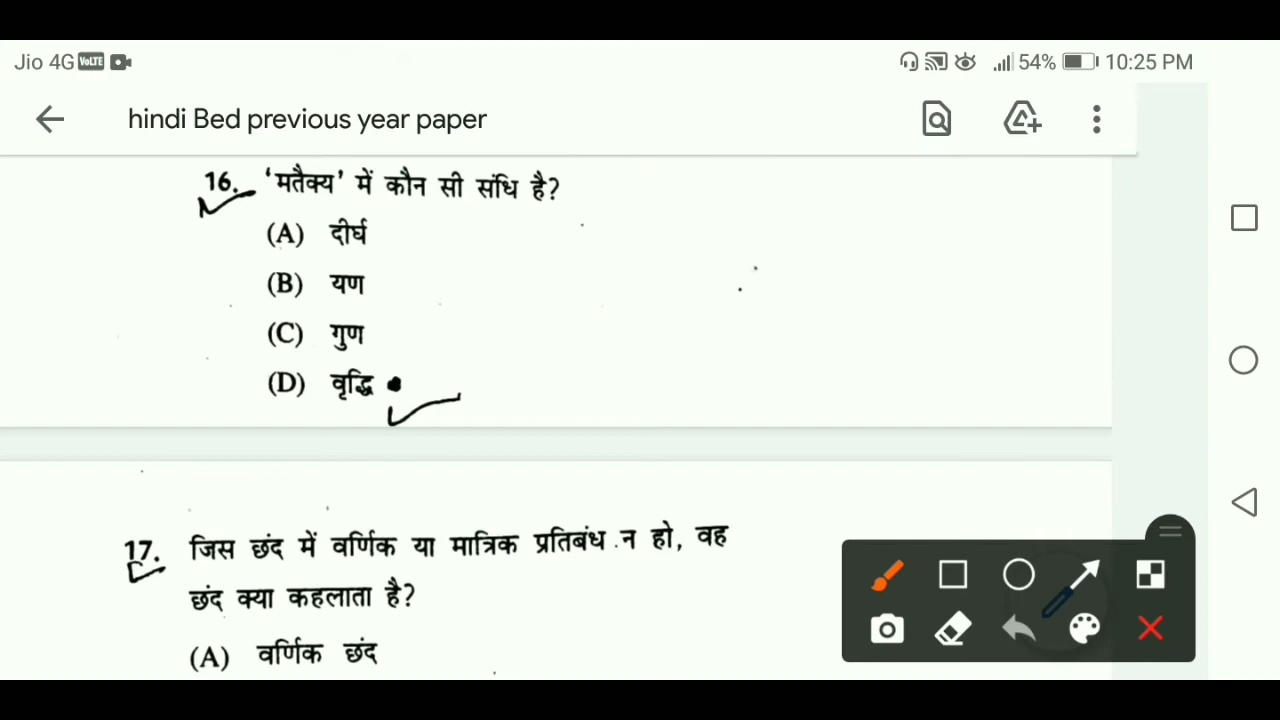 Jio 4G VoLTE 54% 10:25 PM
hindi Bed previous year paper
16. 'मतैक्य' में कौन सी संधि है?
(A) दीर्घ
(B) यण
(C) गुण
(D) वृद्धि
17. जिस छंद में वर्णिक या मात्रिक प्रतिबंध न हो, वह
छंद क्या कहलाता है?
(A) वर्णिक छंद